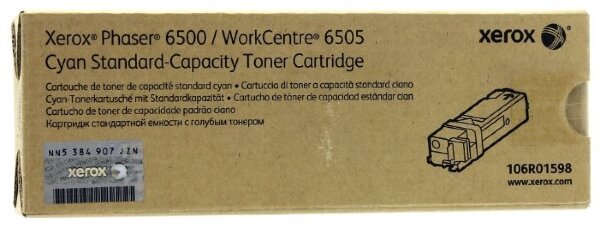 Xerox® Phaser® 6500 / WorkCentre® 6505
Cyan Standard-Capacity Toner Cartridge
xerox
Cartouche de toner de capacité standard cyan • Cartuccia di toner a capacità standard ciano
Cyan-Tonerkartusche mit Standardkapazität • Cartucho de tóner de capacidad estándar cian
Cartucho de toner de capacidade padrão ciano
Картридж стандартной емкости с голубым тонером
NN5 384 907 JZN
xerox
106R01598
www.xerox.com